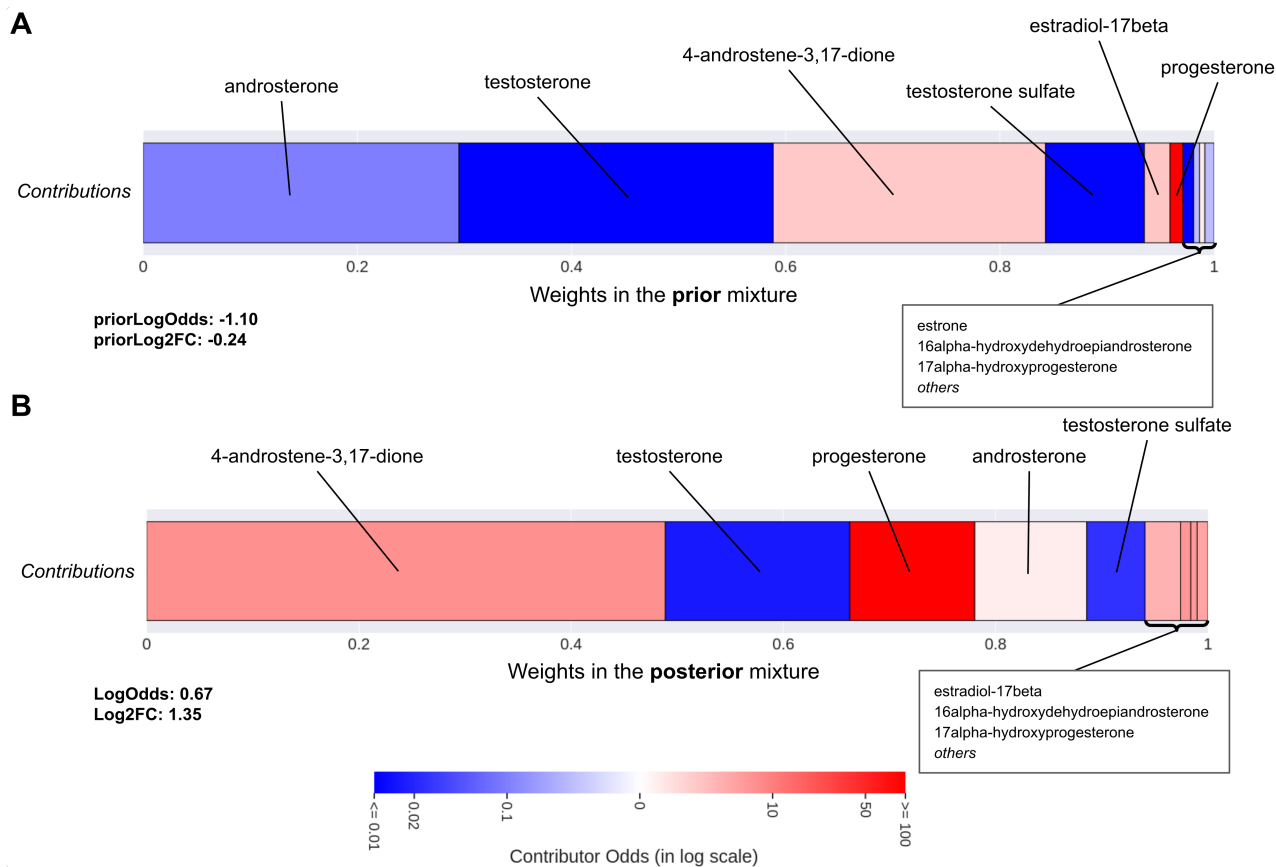 A
estradiol-17beta
4-androstene-3,17-dione
progesterone
androsterone
testosterone
testosterone sulfate
Contributions
0
0.2
0.4
0.6
0.8
1
Weights in the prior mixture
priorLogOdds: -1.10
priorLog2FC: -0.24
estrone
16alpha-hydroxydehydroepiandrosterone
17alpha-hydroxyprogesterone
others
B
testosterone sulfate
4-androstene-3,17-dione
testosterone
progesterone
androsterone
Contributions
0
0.2
0.4
0.6
0.8
1
Weights in the posterior mixture
LogOdds: 0.67
Log2FC: 1.35
estradiol-17beta
16alpha-hydroxydehydroepiandrosterone
17alpha-hydroxyprogesterone
others
<= 0.01
0.02
0.1
0
10
50
>= 100
Contributor Odds (in log scale)